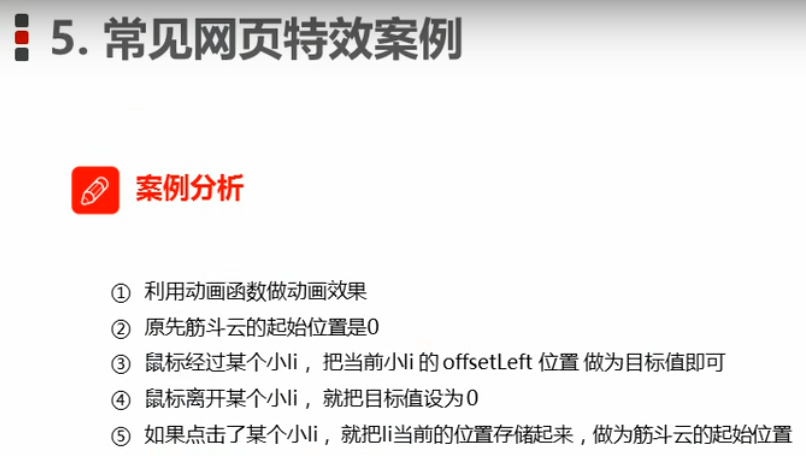 5. 常见网页特效案例
案例分析
① 利用动画函数做动画效果
② 原先筋斗云的起始位置是0
③ 鼠标经过某个小li，把当前小li 的 offsetLeft 位置 做为目标值即可
④ 鼠标离开某个小li，就把目标值设为 0
⑤ 如果点击了某个小li，就把li当前的位置存储起来，做为筋斗云的起始位置